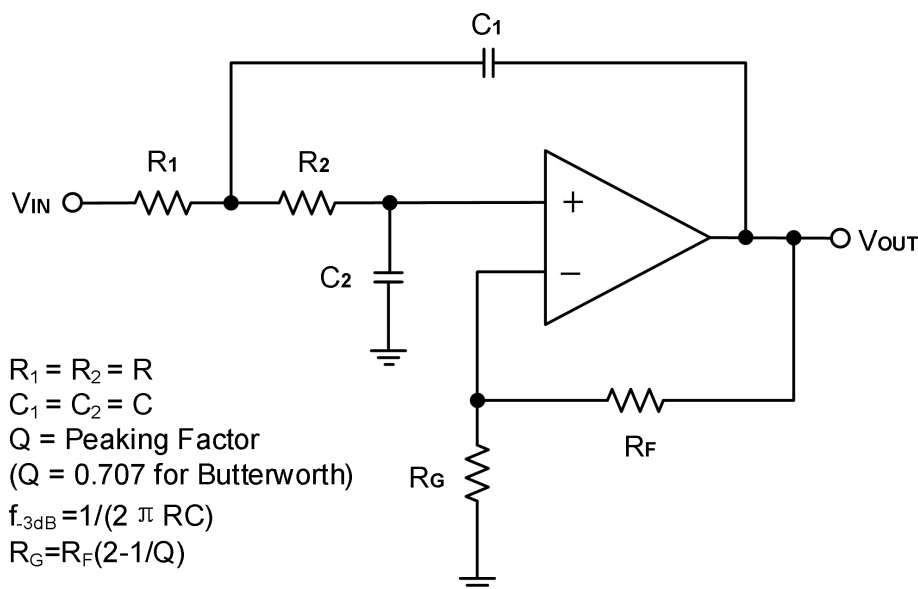 C1
R1
R2
VIN
+
−
VOUT
C2
RF
RG
R1 = R2 = R
C1 = C2 = C
Q = Peaking Factor
(Q = 0.707 for Butterworth)
f-3dB =1/(2 π RC)
RG=RF(2-1/Q)